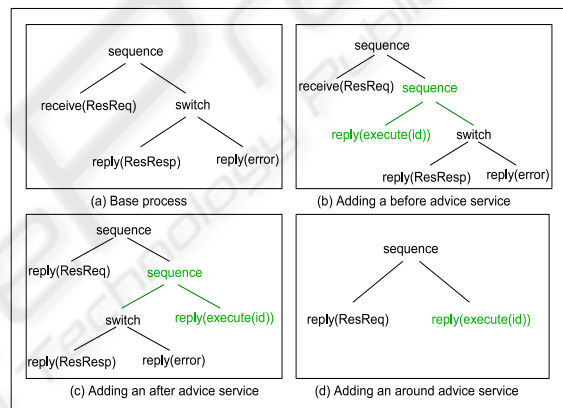 sequence
receive(ResReq)
switch
reply(ResResp)
reply(error)
(a) Base process
sequence
receive(ResReq)
sequence
reply(execute(id))
switch
reply(ResResp)
reply(error)
(b) Adding a before advice service
sequence
reply(ResReq)
sequence
switch
reply(execute(id))
reply(ResResp)
reply(error)
(c) Adding an after advice service
sequence
reply(ResReq)
reply(execute(id))
(d) Adding an around advice service